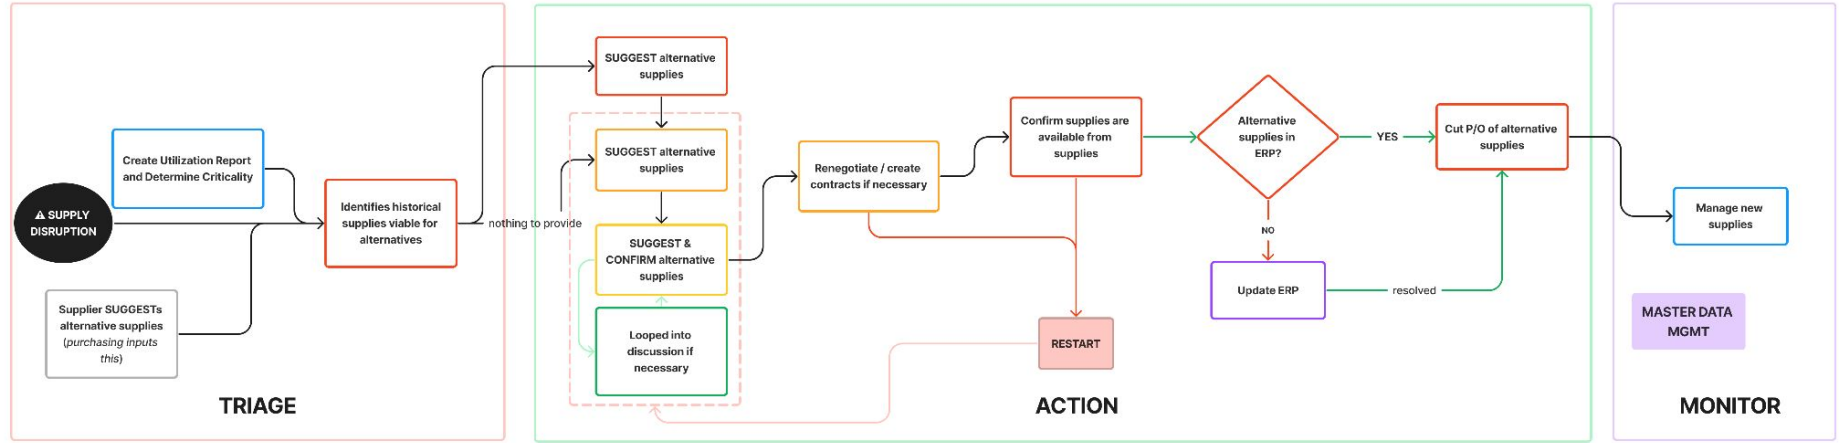 Create Utilization Report
and Determine Criticality
⚠ SUPPLY
DISRUPTION
Supplier SUGGESTs
alternative supplies
(purchasing inputs
this)
Identifies historical
supplies viable for
alternatives
TRIAGE
nothing to provide
SUGGEST alternative
supplies
SUGGEST alternative
supplies
SUGGEST &
CONFIRM alternative
supplies
Looped into
discussion if
necessary
Renegotiate / create
contracts if necessary
Confirm supplies are
available from
supplies
RESTART
Alternative
supplies in
ERP?
YES
NO
Update ERP
resolved
Cut P/O of alternative
supplies
ACTION
Manage new
supplies
MASTER DATA
MGMT
MONITOR